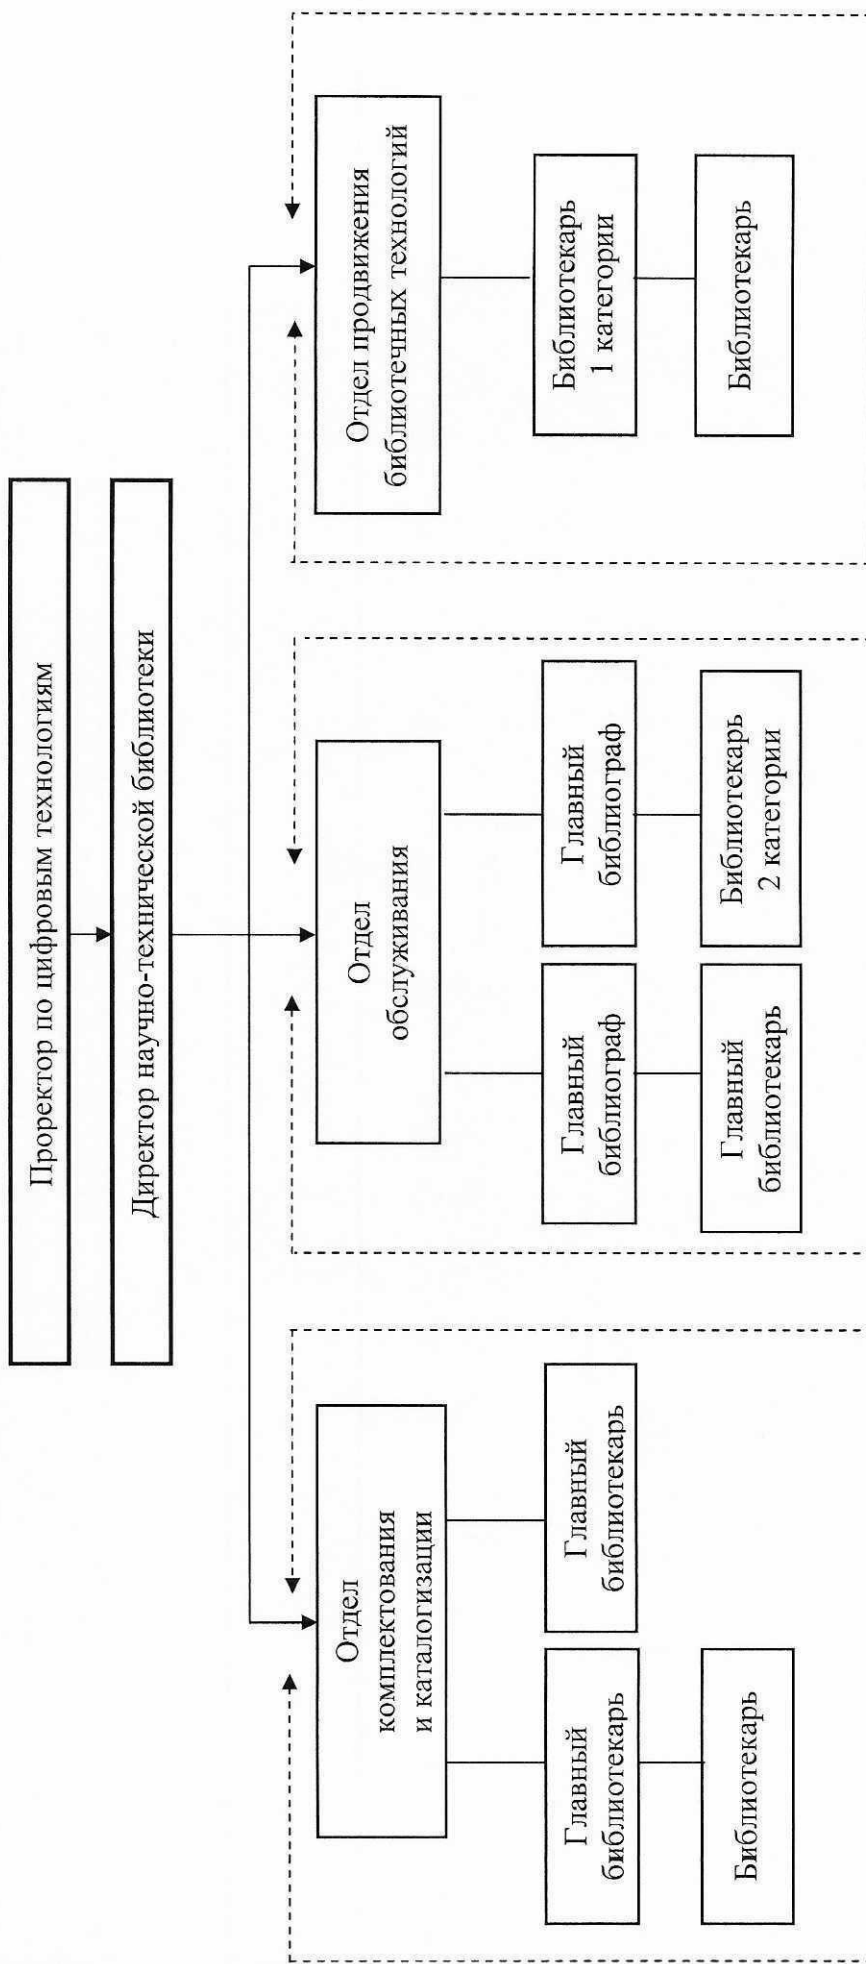 Проректор по цифровым технологиям
Директор научно-технической библиотеки
Отдел
комплектования
и каталогизации
Главный
библиотекарь
Библиотекарь
Главный
библиотекарь
Отдел
обслуживания
Главный
библиограф
Главный
библиотекарь
Главный
библиограф
Библиотекарь
2 категории
Отдел продвижения
библиотечных технологий
Библиотекарь
1 категории
Библиотекарь